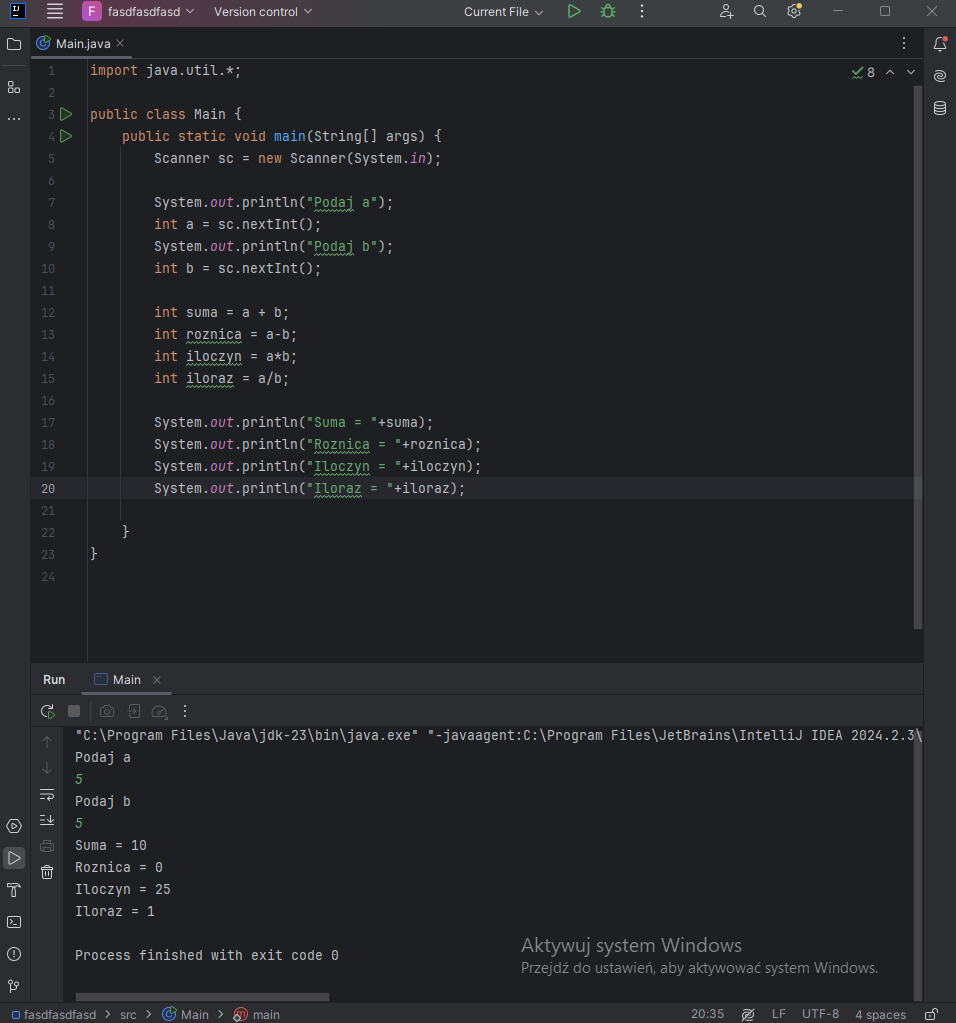 F fasdfasdfasd Version control Current File
Main.java
8
1 import java.util.*;
2
3 public class Main {
4 public static void main(String[] args) {
5 Scanner sc = new Scanner(System.in);
6
7 System.out.println("Podaj a");
8 int a = sc.nextInt();
9 System.out.println("Podaj b");
10 int b = sc.nextInt();
11
12 int suma = a + b;
13 int roznica = a-b;
14 int iloczyn = a*b;
15 int iloraz = a/b;
16
17 System.out.println("Suma = "+suma);
18 System.out.println("Roznica = "+roznica);
19 System.out.println("Iloczyn = "+iloczyn);
20 System.out.println("Iloraz = "+iloraz);
21
22 }
23 }
24
Run Main
"C:\Program Files\Java\jdk-23\bin\java.exe" "-javaagent:C:\Program Files\JetBrains\IntelliJ IDEA 2024.2.3\
Podaj a
5
Podaj b
5
Suma = 10
Roznica = 0
Iloczyn = 25
Iloraz = 1
Process finished with exit code 0
Aktywuj system Windows
Przejdź do ustawień, aby aktywować system Windows.
fasdfasdfasd > src > Main > main 20:35 LF UTF-8 4 spaces